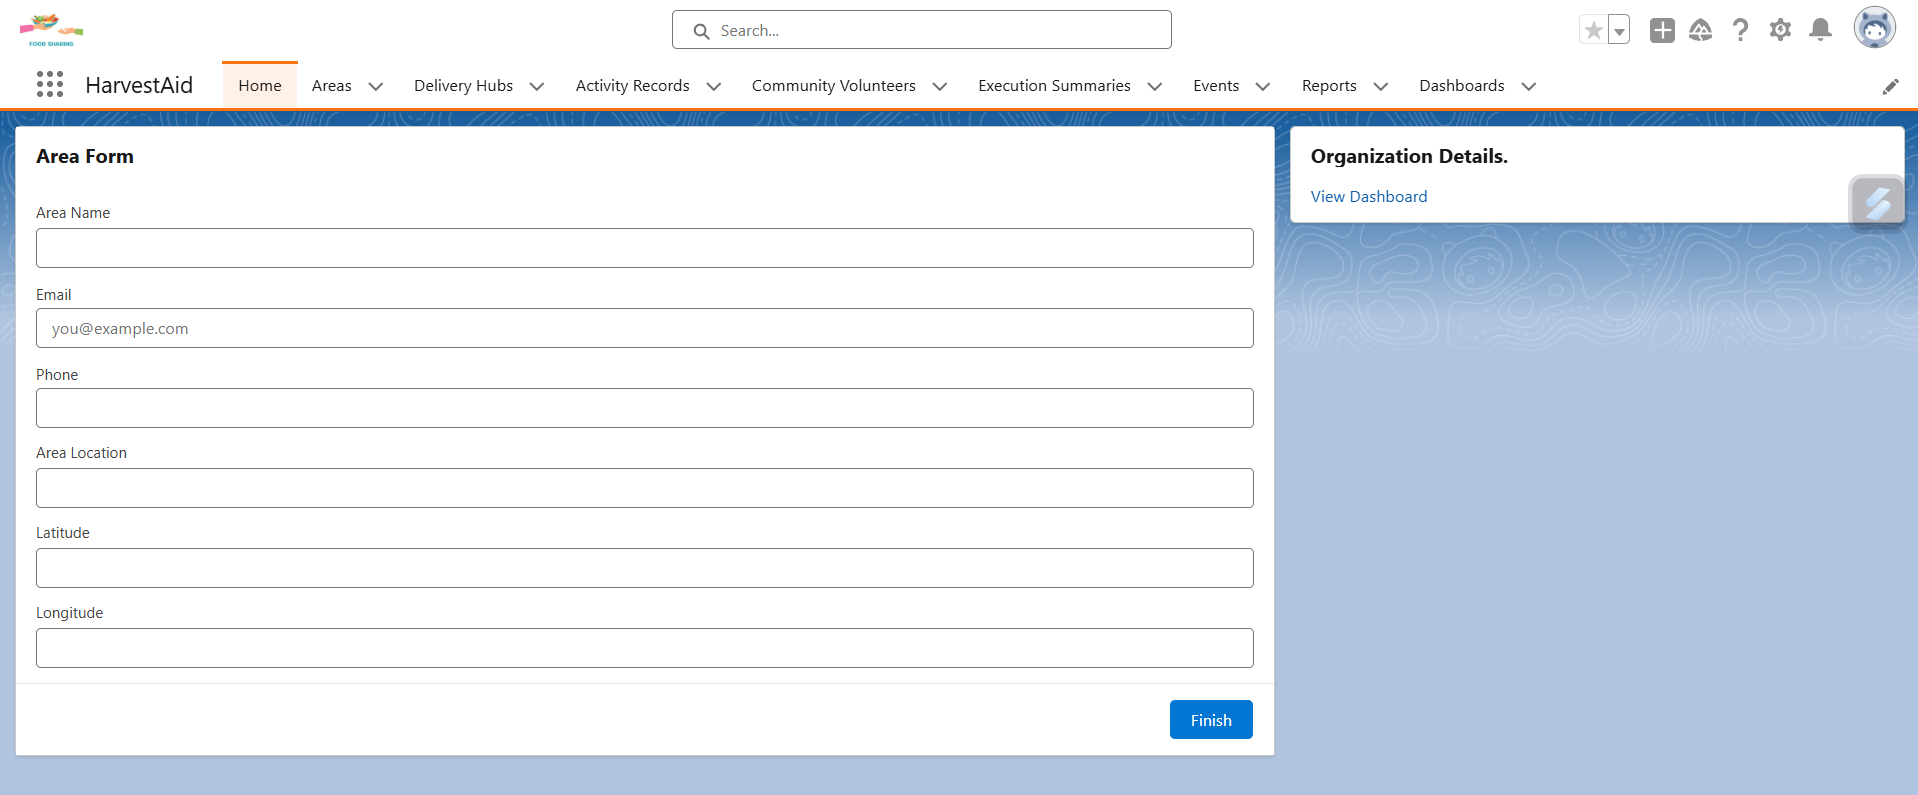 FOOD SHARING
Search...
HarvestAid
Home
Areas
Delivery Hubs
Activity Records
Community Volunteers
Execution Summaries
Events
Reports
Dashboards
Area Form
Area Name
Email
you@example.com
Phone
Area Location
Latitude
Longitude
Finish
Organization Details.
View Dashboard